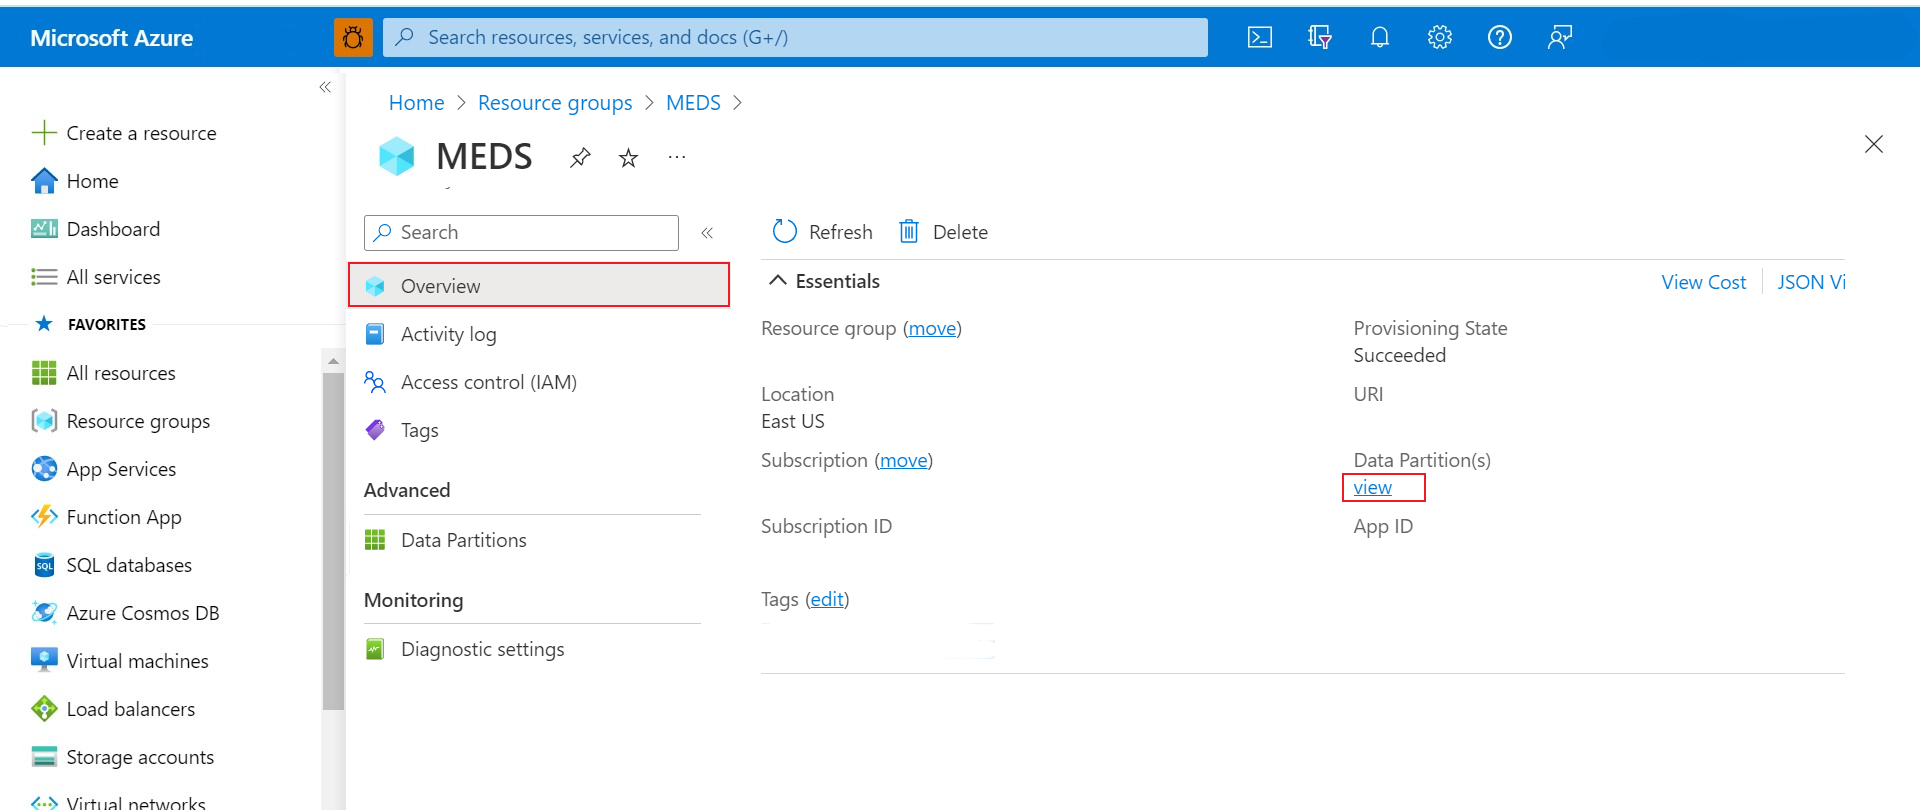 Microsoft Azure
Search resources, services, and docs (G+/)
Create a resource
Home
Dashboard
All services
FAVORITES
All resources
Resource groups
App Services
Function App
SQL databases
Azure Cosmos DB
Virtual machines
Load balancers
Storage accounts
Virtual networks
Home > Resource groups > MEDS >
MEDS
Search
Overview
Activity log
Access control (IAM)
Tags
Advanced
Data Partitions
Monitoring
Diagnostic settings
Refresh
Delete
Essentials
View Cost
JSON Vi
Resource group (move)
Location
East US
Subscription (move)
Subscription ID
Tags (edit)
Provisioning State
Succeeded
URI
Data Partition(s)
view
App ID